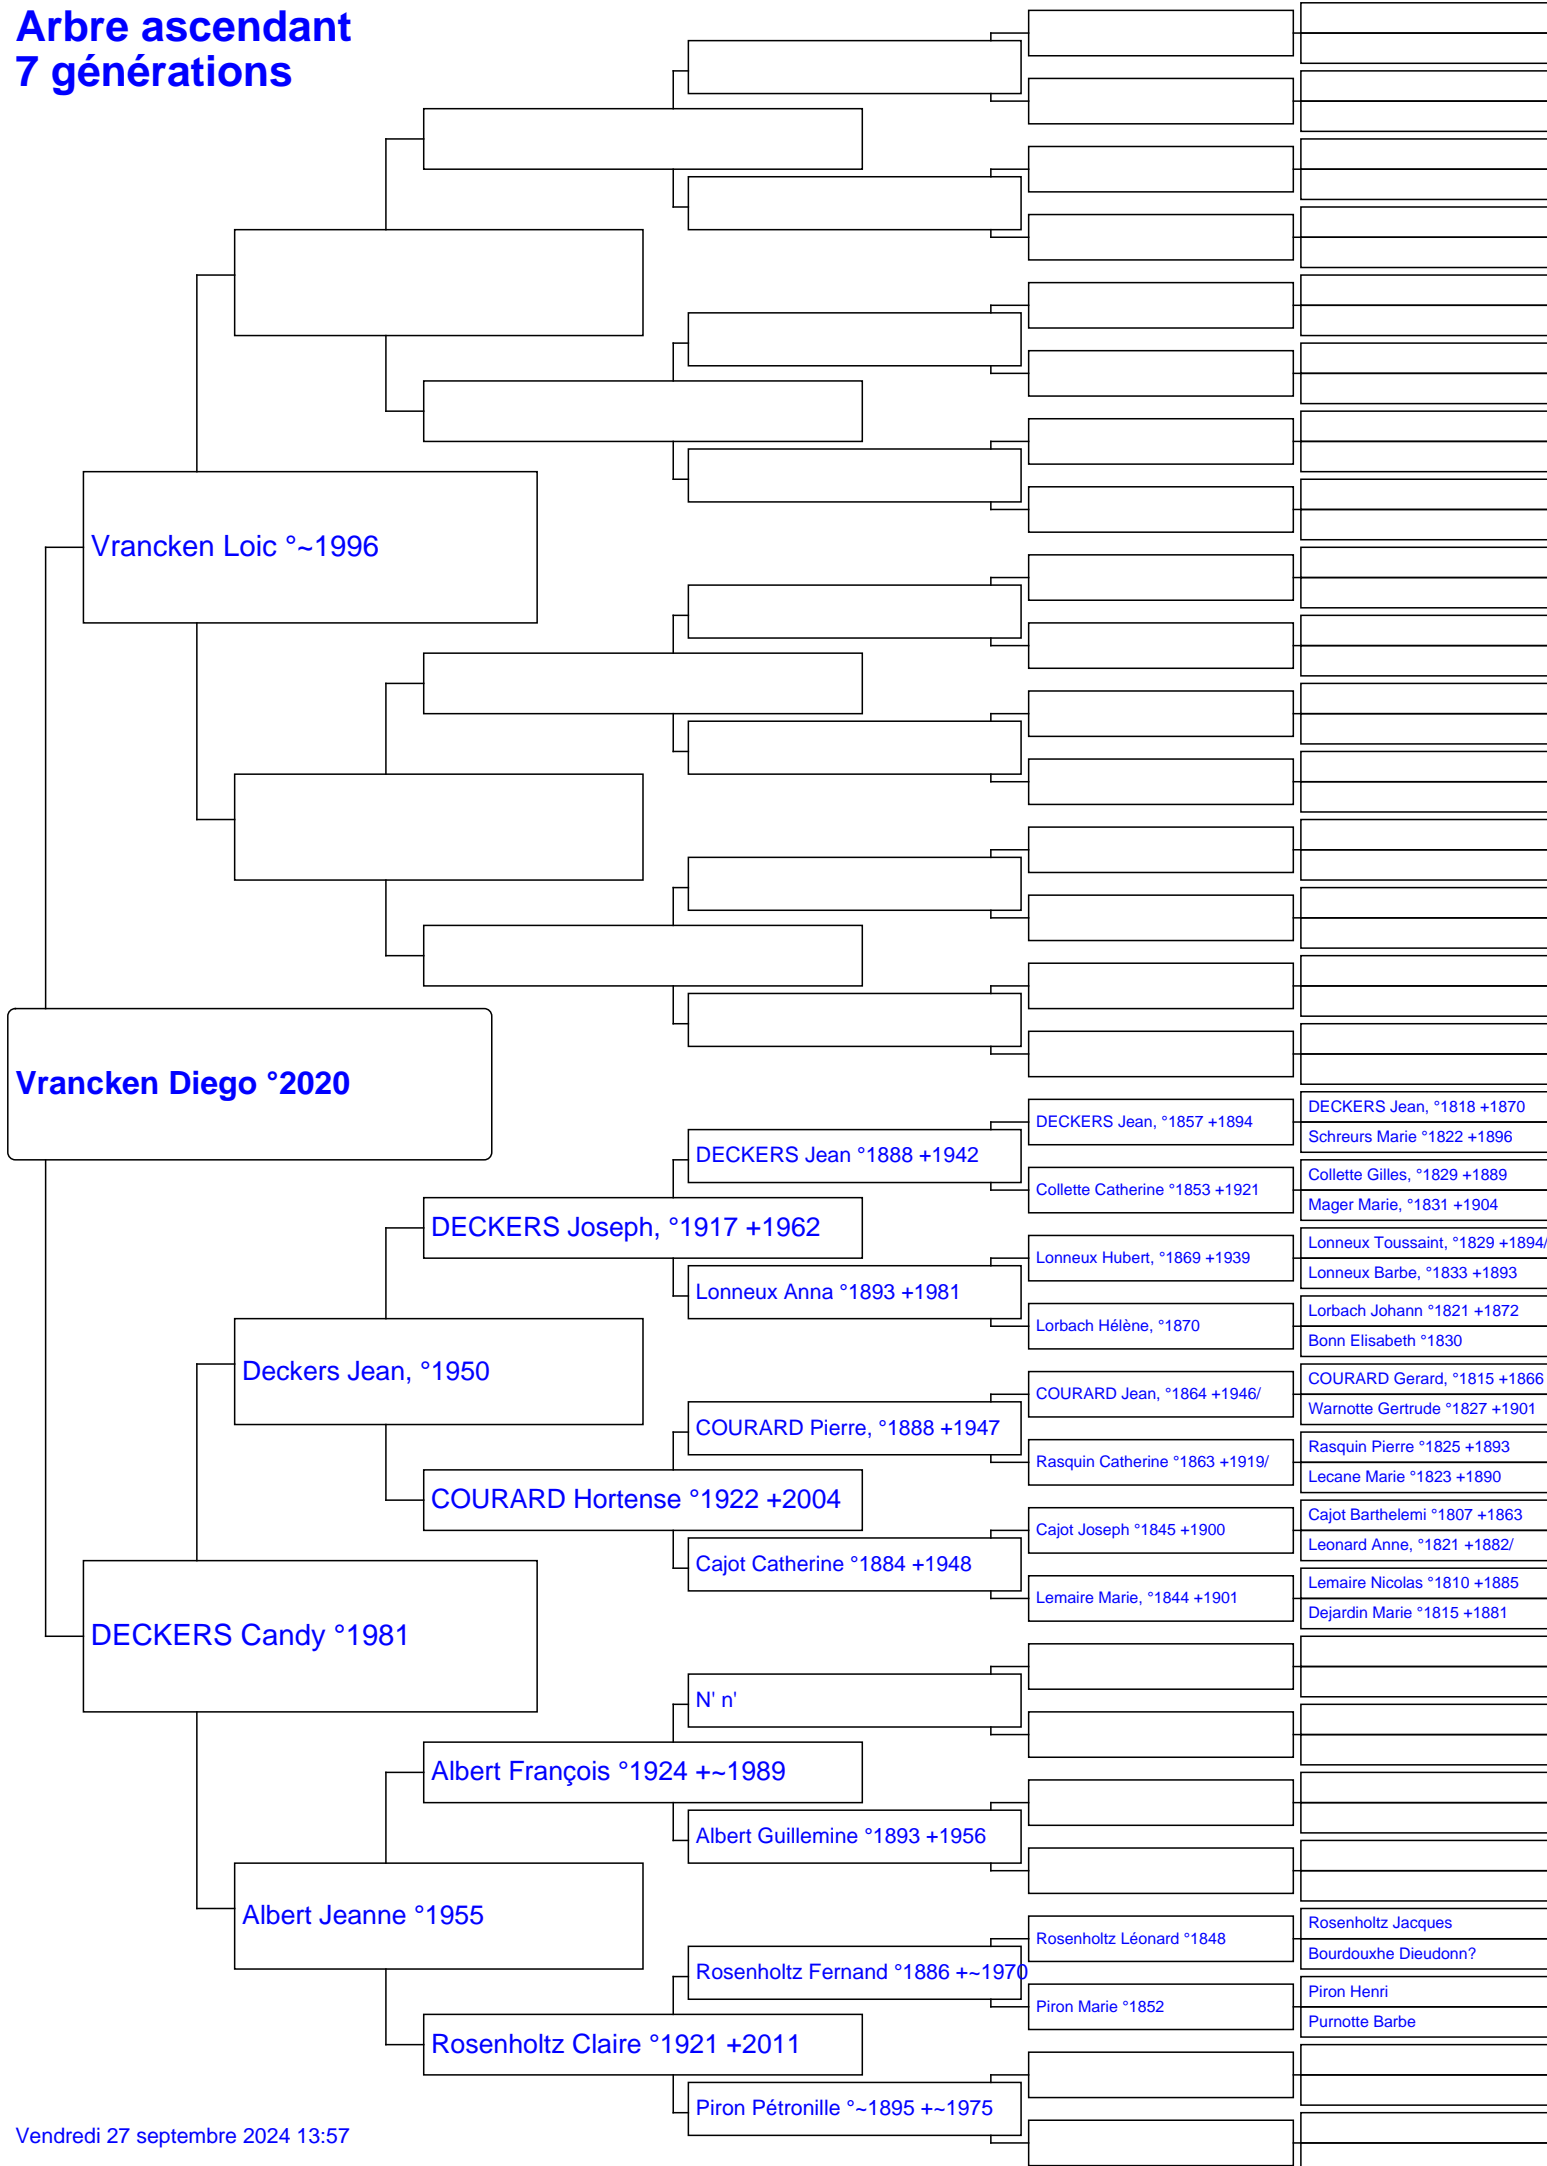 Arbre ascendant
7 générations
Vrancken Loic °~1996
Vrancken Diego °2020
DECKERS Jean, °1818 +1870
DECKERS Jean, °1857 +1894
Schreurs Marie °1822 +1896
DECKERS Jean °1888 +1942
Collette Gilles, °1829 +1889
Collette Catherine °1853 +1921
Mager Marie, °1831 +1904
DECKERS Joseph, °1917 +1962
Lonneux Toussaint, °1829 +1894/
Lonneux Hubert, °1869 +1939
Lonneux Barbe, °1833 +1893
Lonneux Anna °1893 +1981
Lorbach Johann °1821 +1872
Lorbach Hélène, °1870
Bonn Elisabeth °1830
Deckers Jean, °1950
COURARD Gerard, °1815 +1866
COURARD Jean, °1864 +1946/
Warnotte Gertrude °1827 +1901
COURARD Pierre, °1888 +1947
Rasquin Pierre °1825 +1893
Rasquin Catherine °1863 +1919/
Lecane Marie °1823 +1890
COURARD Hortense °1922 +2004
Cajot Barthelemi °1807 +1863
Cajot Joseph °1845 +1900
Leonard Anne, °1821 +1882/
Cajot Catherine °1884 +1948
Lemaire Nicolas °1810 +1885
Lemaire Marie, °1844 +1901
Dejardin Marie °1815 +1881
DECKERS Candy °1981
N' n'
Albert François °1924 +~1989
Albert Guillemine °1893 +1956
Albert Jeanne °1955
Rosenholtz Jacques
Rosenholtz Léonard °1848
Bourdouxhe Dieudonn?
Rosenholtz Fernand °1886 +~1970
Piron Henri
Piron Marie °1852
Purnotte Barbe
Rosenholtz Claire °1921 +2011
Piron Pétronille °~1895 +~1975
Vendredi 27 septembre 2024 13:57